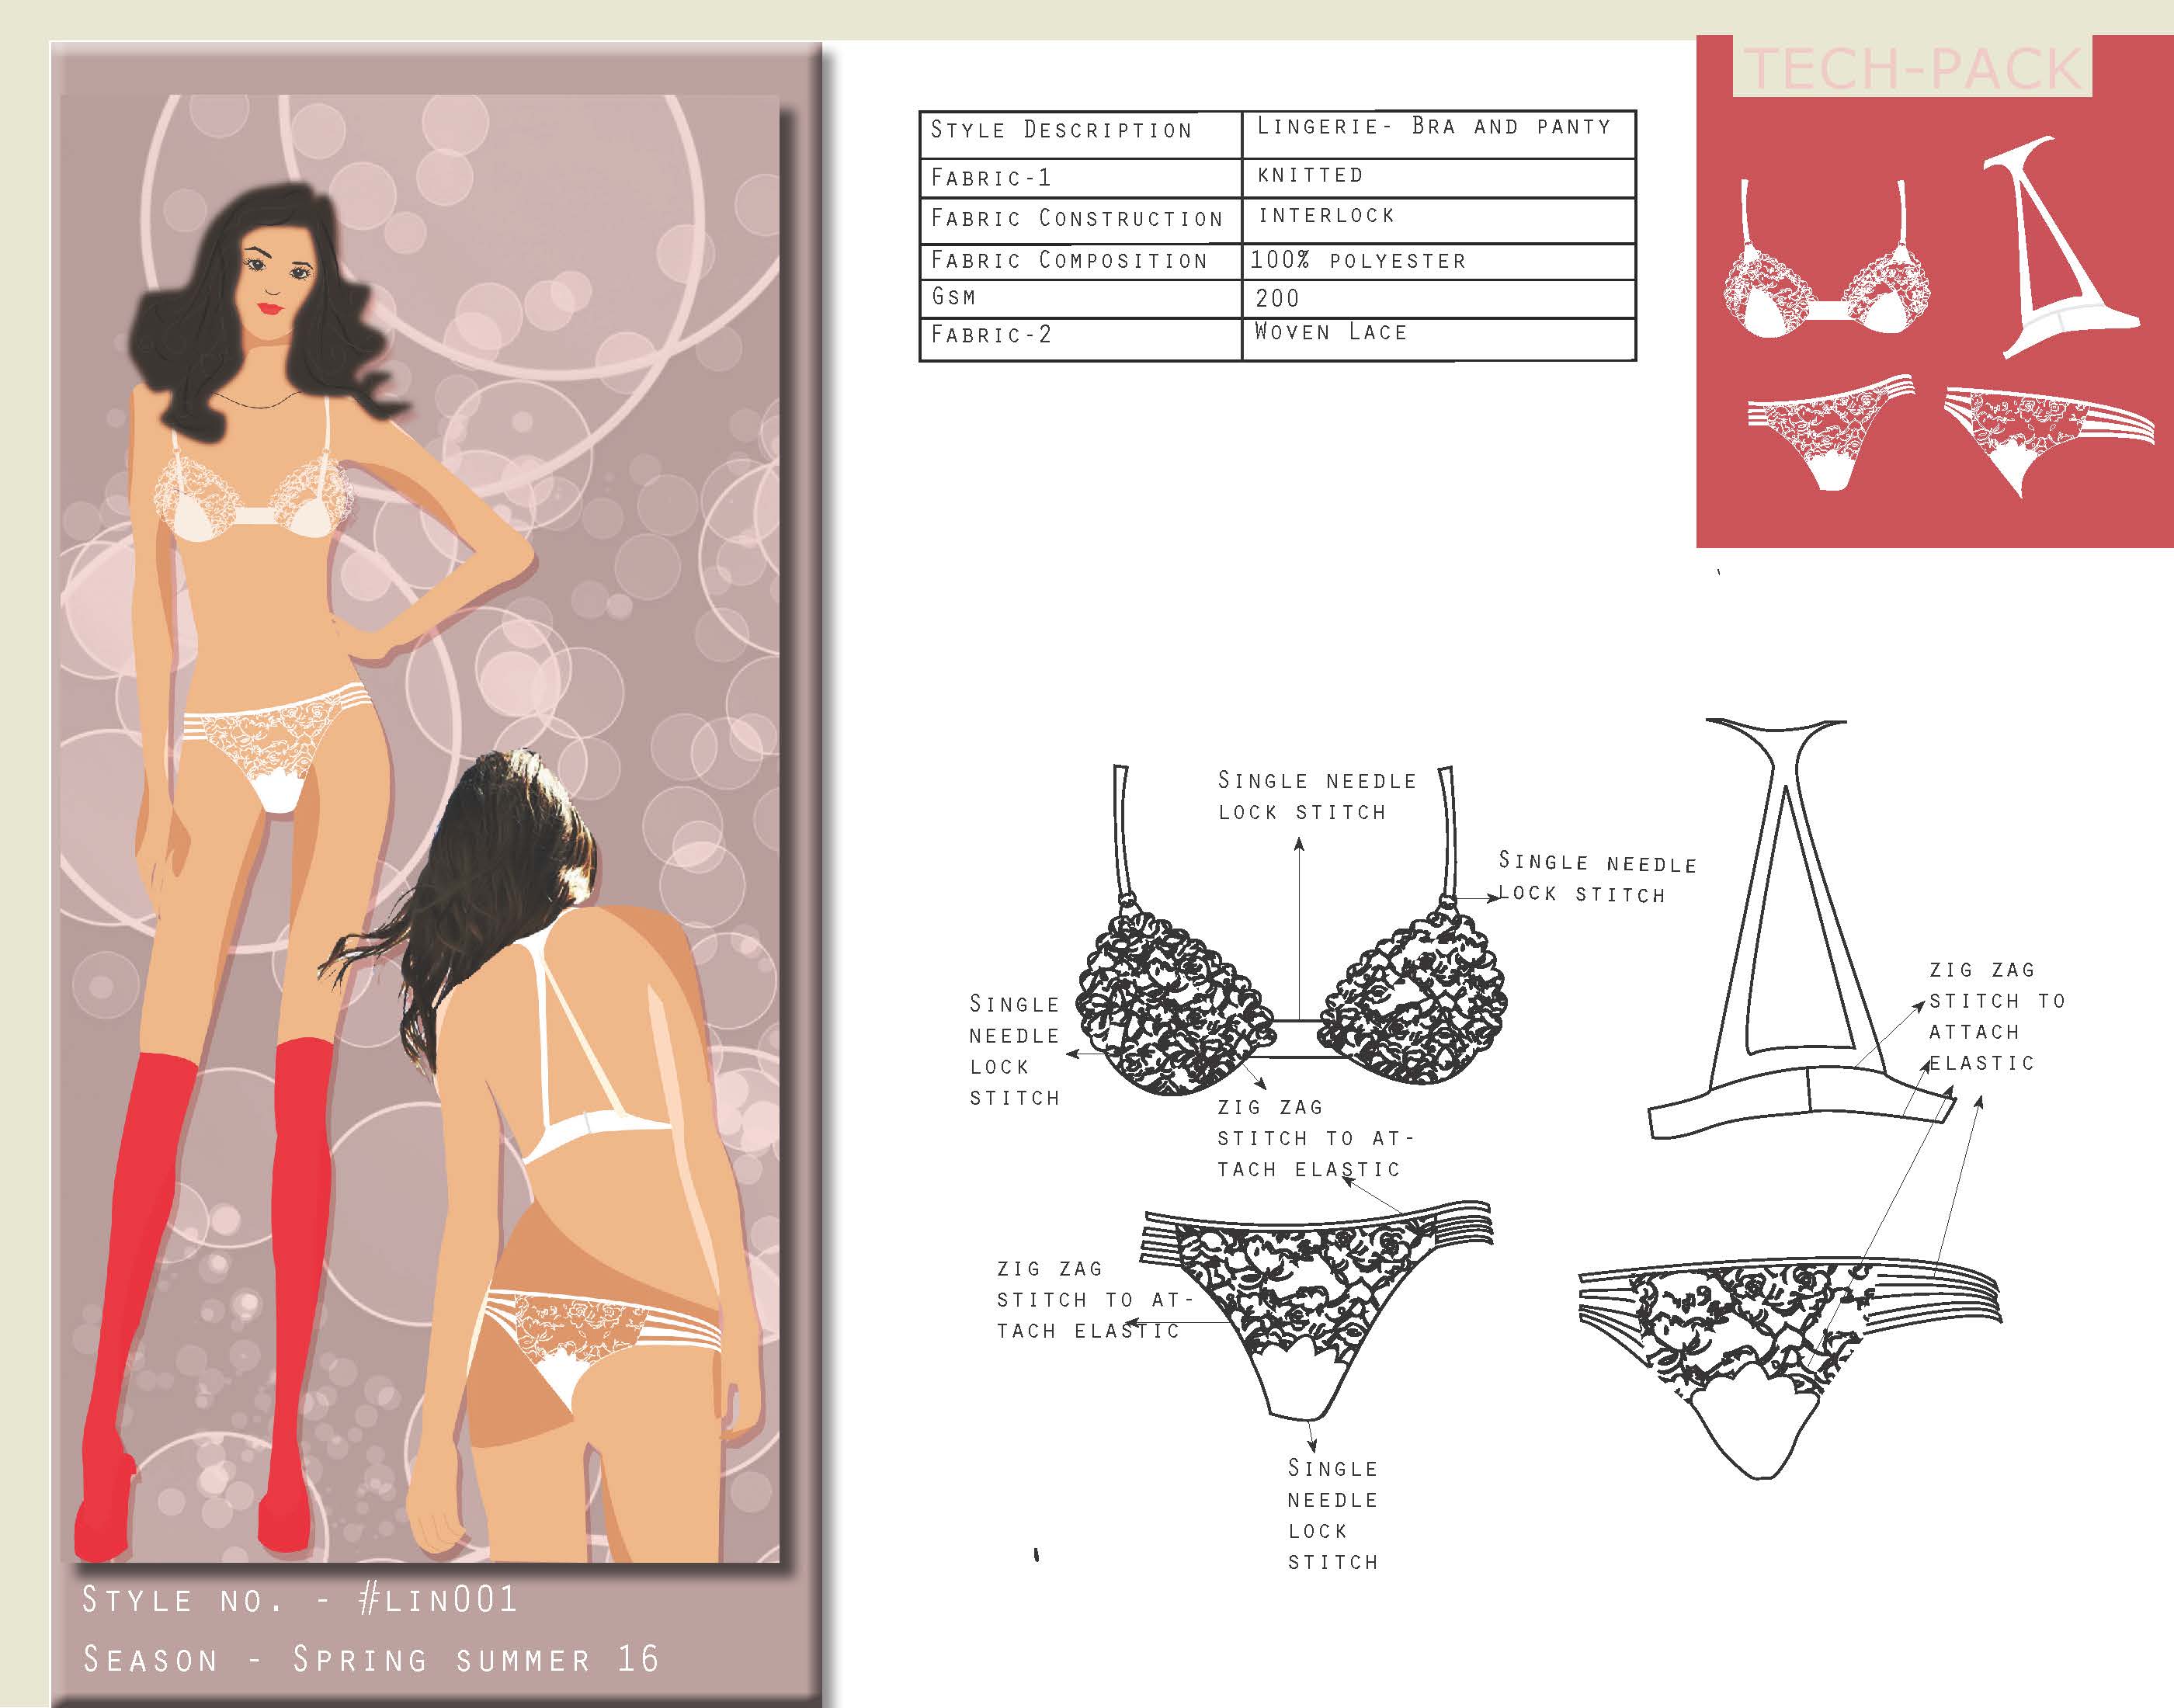 TECH-PACK
STYLE DESCRIPTION LINGERIE- BRA AND PANTY
FABRIC-1 KNITTED
FABRIC CONSTRUCTION INTERLOCK
FABRIC COMPOSITION 100% POLYESTER
GSM 200
FABRIC-2 WOVEN LACE
SINGLE NEEDLE
LOCK STITCH
SINGLE NEEDLE
LOCK STITCH
SINGLE
NEEDLE
LOCK
STITCH
ZIG ZAG
STITCH TO
ATTACH
ELASTIC
ZIG ZAG
STITCH TO AT-
TACH ELASTIC
ZIG ZAG
STITCH TO AT-
TACH ELASTIC
SINGLE
NEEDLE
LOCK
STITCH
STYLE NO. - #LIN001
SEASON - SPRING SUMMER 16